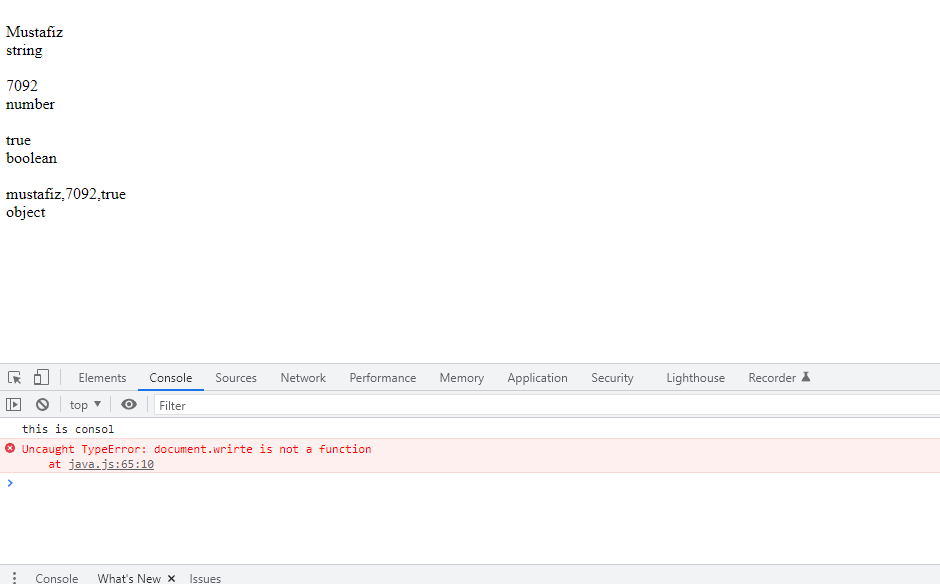 Mustafiz
string
7092
number
true
boolean
mustafiz,7092,true
object
Elements Console Sources Network Performance Memory Application Security Lighthouse Recorder
top Filter
this is consol
Uncaught TypeError: document.wrirte is not a function
at java.js:65:10
Console What's New Issues